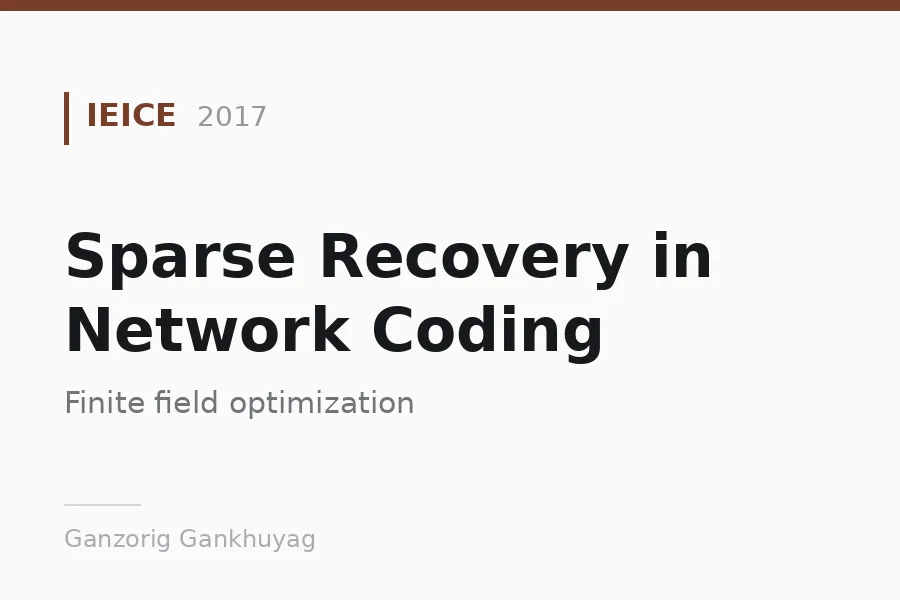 IEICE 2017
Sparse Recovery in
Network Coding
Finite field optimization
Ganzorig Gankhuyag